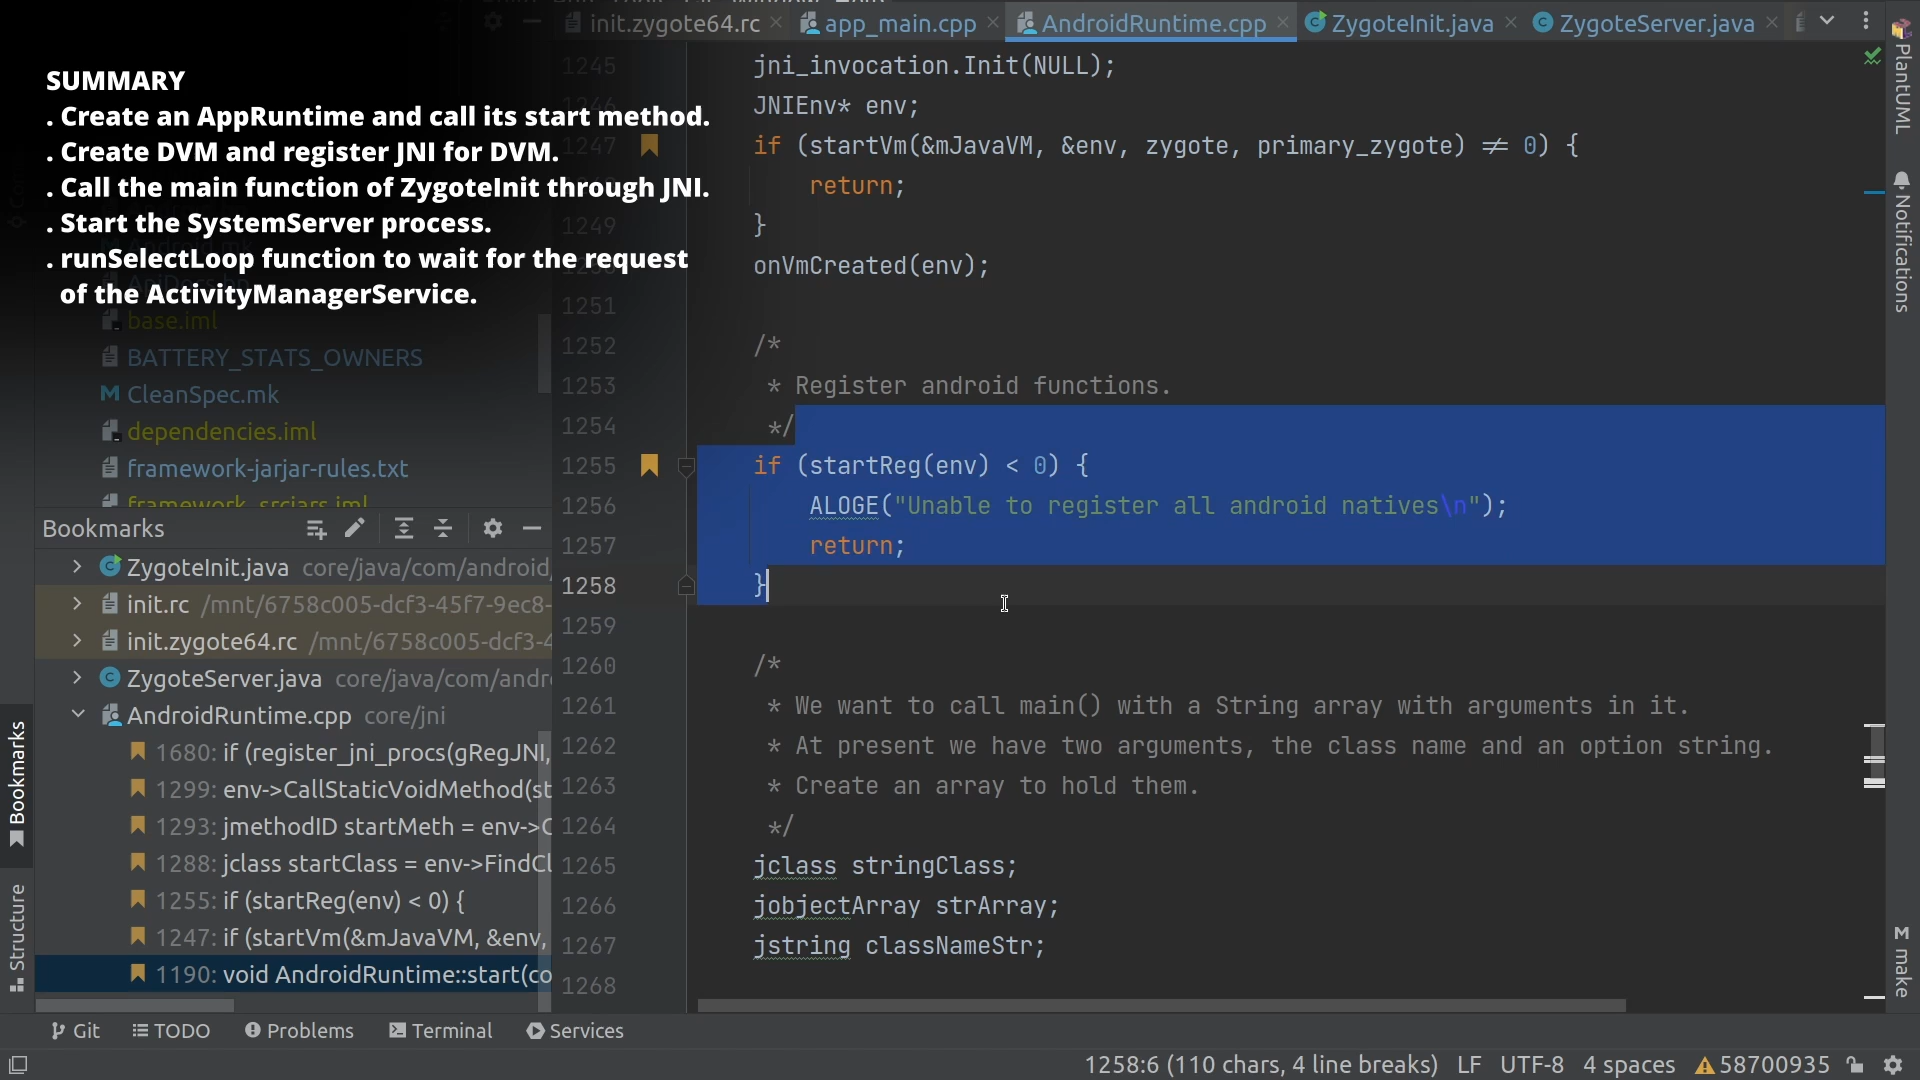 init.zygote64.rc
app_main.cpp
AndroidRuntime.cpp
ZygoteInit.java
ZygoteServer.java
SUMMARY
. Create an AppRuntime and call its start method.
. Create DVM and register JNI for DVM.
. Call the main function of ZygoteInit through JNI.
. Start the SystemServer process.
. runSelectLoop function to wait for the request
of the ActivityManagerService.
base.iml
BATTERY_STATS_OWNERS
CleanSpec.mk
dependencies.iml
framework-jarjar-rules.txt
framework_srcjars.iml
Bookmarks
ZygoteInit.java core/java/com/android/
init.rc /mnt/6758c005-dcf3-45f7-9ec8-
init.zygote64.rc /mnt/6758c005-dcf3-4
ZygoteServer.java core/java/com/andr
AndroidRuntime.cpp core/jni
1680: if (register_jni_procs(gRegJNI,
1299: env->CallStaticVoidMethod(st
1293: jmethodID startMeth = env->
1288: jclass startClass = env->FindCl
1255: if (startReg(env) < 0) {
1247: if (startVm(&mJavaVM, &env,
1190: void AndroidRuntime::start(co
1245 jni_invocation.Init(NULL);
1246 JNIEnv* env;
1247 if (startVm(&mJavaVM, &env, zygote, primary_zygote) ≠ 0) {
return;
1249 }
onVmCreated(env);
1251
1252 /*
1253 * Register android functions.
1254 */
1255 if (startReg(env) < 0) {
1256 ALOGE("Unable to register all android natives\n");
1257 return;
1258 }
1259
1260 /*
1261 * We want to call main() with a String array with arguments in it.
1262 * At present we have two arguments, the class name and an option string.
1263 * Create an array to hold them.
1264 */
1265 jclass stringClass;
1266 jobjectArray strArray;
1267 jstring classNameStr;
1268
PlantUML
Notifications
make
Bookmarks
Structure
Git
TODO
Problems
Terminal
Services
1258:6 (110 chars, 4 line breaks) LF UTF-8 4 spaces 58700935